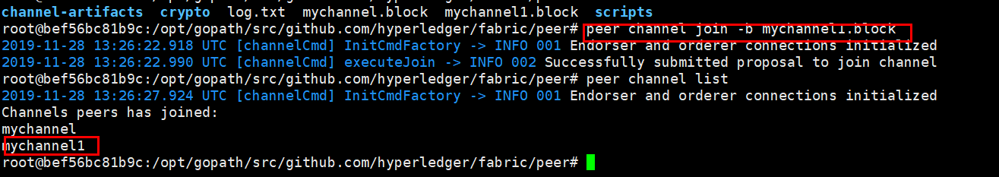 channel-artifacts crypto log.txt mychannel.block mychannel1.block scripts
root@bef56bc81b9c:/opt/gopath/src/github.com/hyperledger/fabric/peer# peer channel join -b mychannel1.block
2019-11-28 13:26:22.918 UTC [channelCmd] InitCmdFactory -> INFO 001 Endorser and orderer connections initialized
2019-11-28 13:26:22.990 UTC [channelCmd] executeJoin -> INFO 002 Successfully submitted proposal to join channel
root@bef56bc81b9c:/opt/gopath/src/github.com/hyperledger/fabric/peer# peer channel list
2019-11-28 13:26:27.924 UTC [channelCmd] InitCmdFactory -> INFO 001 Endorser and orderer connections initialized
Channels peers has joined:
mychannel
mychannel1
root@bef56bc81b9c:/opt/gopath/src/github.com/hyperledger/fabric/peer#